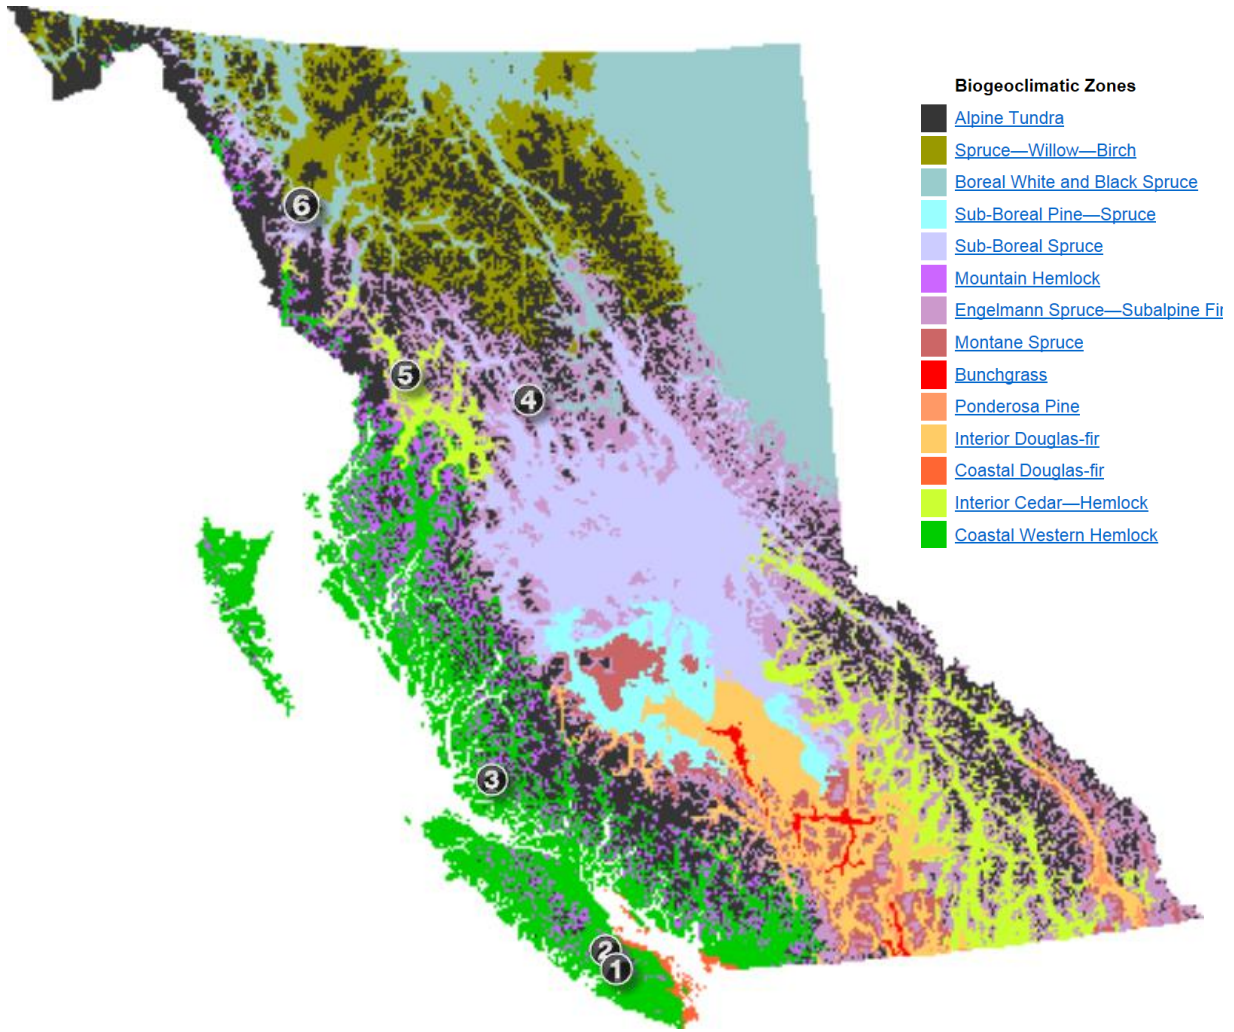 Biogeoclimatic Zones
Alpine Tundra
Spruce—Willow—Birch
Boreal White and Black Spruce
Sub-Boreal Pine—Spruce
Sub-Boreal Spruce
Mountain Hemlock
Engelmann Spruce—Subalpine Fir
Montane Spruce
Bunchgrass
Ponderosa Pine
Interior Douglas-fir
Coastal Douglas-fir
Interior Cedar—Hemlock
Coastal Western Hemlock
6
5
4
3
2
1